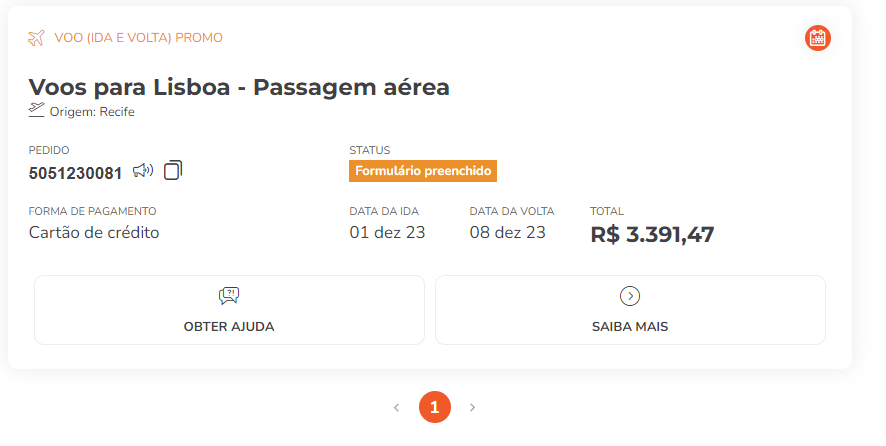 VOO (IDA E VOLTA) PROMO
Voos para Lisboa - Passagem aérea
Origem: Recife
PEDIDO STATUS
5051230081 Formulário preenchido
FORMA DE PAGAMENTO DATA DA IDA DATA DA VOLTA TOTAL
Cartão de crédito 01 dez 23 08 dez 23 R$ 3.391,47
OBTER AJUDA SAIBA MAIS
1